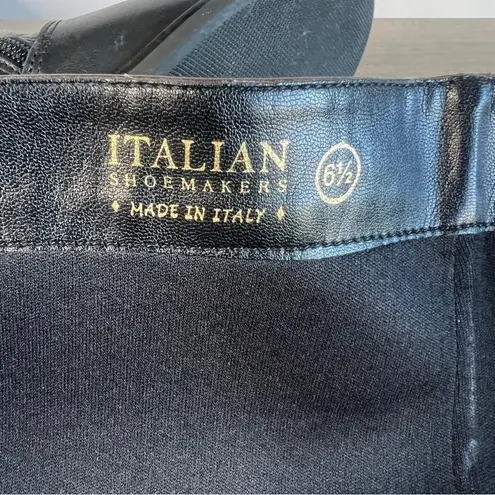 ITALIAN
SHOEMAKERS
♦ MADE IN ITALY ♦
6½